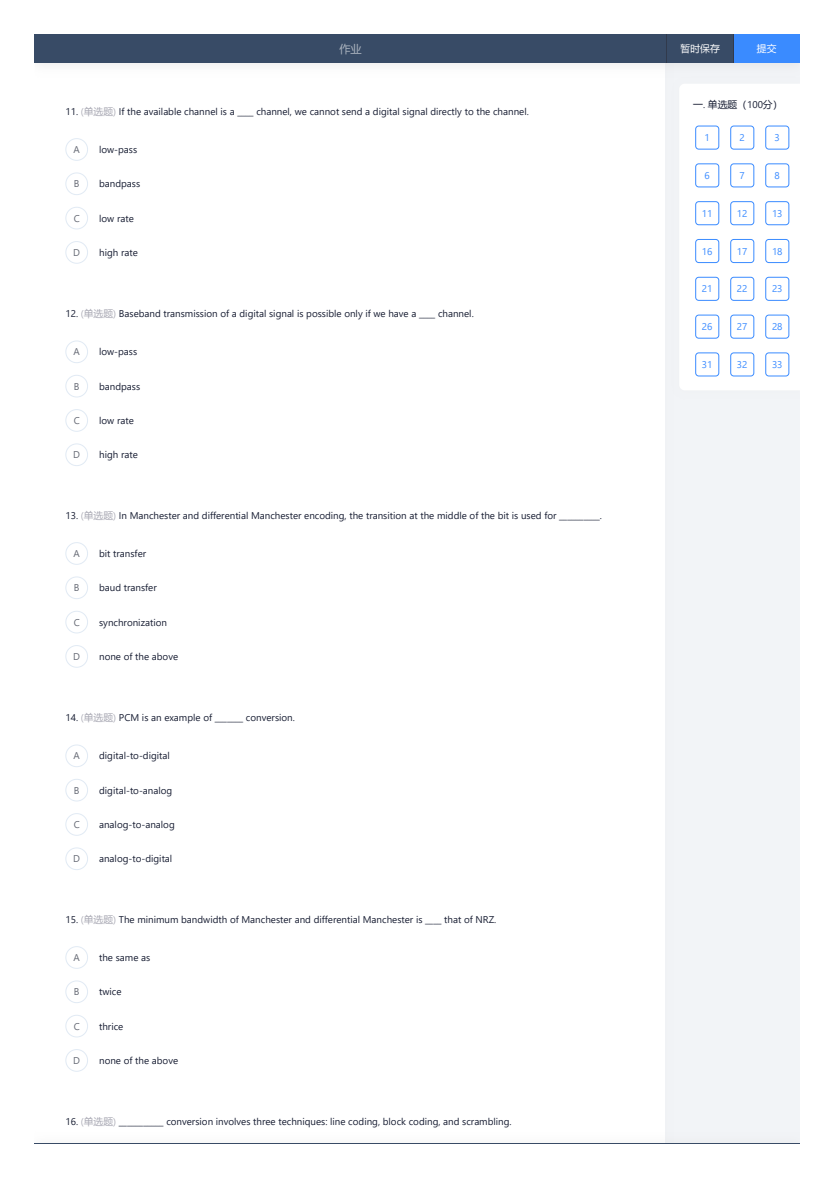 作业
暂时保存
提交
11. (单选题) If the available channel is a ____ channel, we cannot send a digital signal directly to the channel.
A low-pass
B bandpass
C low rate
D high rate
12. (单选题) Baseband transmission of a digital signal is possible only if we have a ____ channel.
A low-pass
B bandpass
C low rate
D high rate
13. (单选题) In Manchester and differential Manchester encoding, the transition at the middle of the bit is used for __________.
A bit transfer
B baud transfer
C synchronization
D none of the above
14. (单选题) PCM is an example of _______ conversion.
A digital-to-digital
B digital-to-analog
C analog-to-analog
D analog-to-digital
15. (单选题) The minimum bandwidth of Manchester and differential Manchester is ____ that of NRZ.
A the same as
B twice
C thrice
D none of the above
16. (单选题) ___________ conversion involves three techniques: line coding, block coding, and scrambling.
一. 单选题（100分）
1 2 3
6 7 8
11 12 13
16 17 18
21 22 23
26 27 28
31 32 33